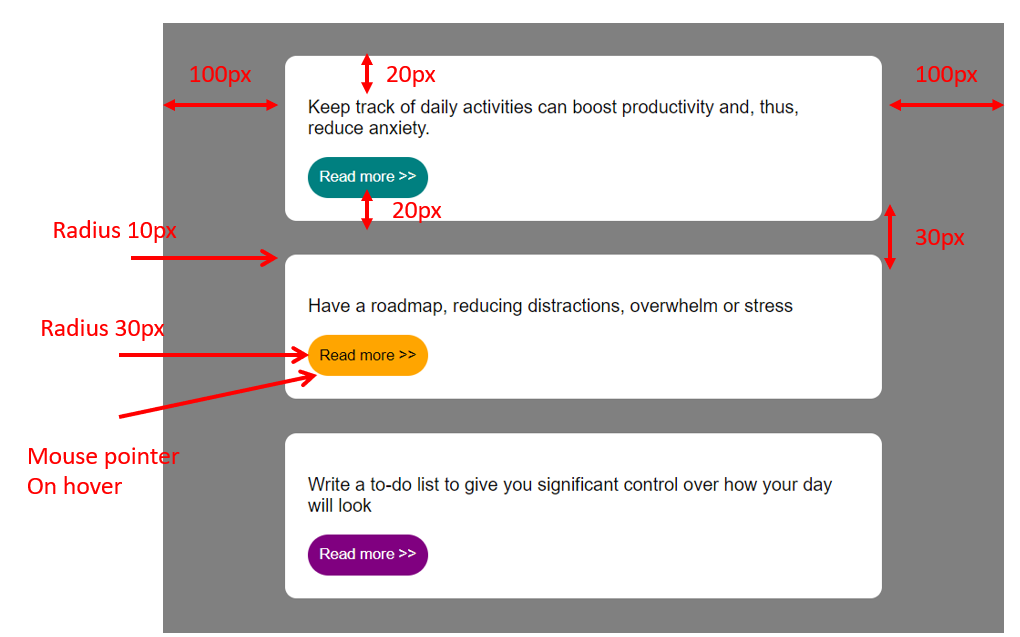 100px
20px
100px
Keep track of daily activities can boost productivity and, thus,
reduce anxiety.
Read more >>
20px
Radius 10px
30px
Have a roadmap, reducing distractions, overwhelm or stress
Radius 30px
Read more >>
Mouse pointer
On hover
Write a to-do list to give you significant control over how your day
will look
Read more >>